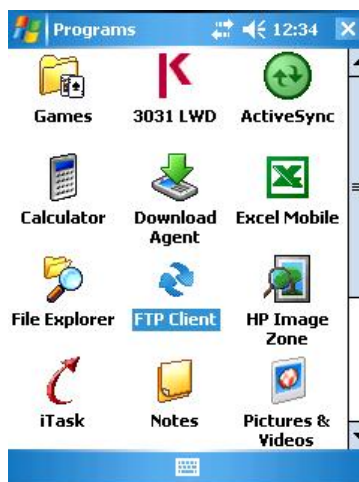 Programs 12:34
Games 3031 LWD ActiveSync
Calculator Download Agent Excel Mobile
File Explorer FTP Client HP Image Zone
iTask Notes Pictures & Videos